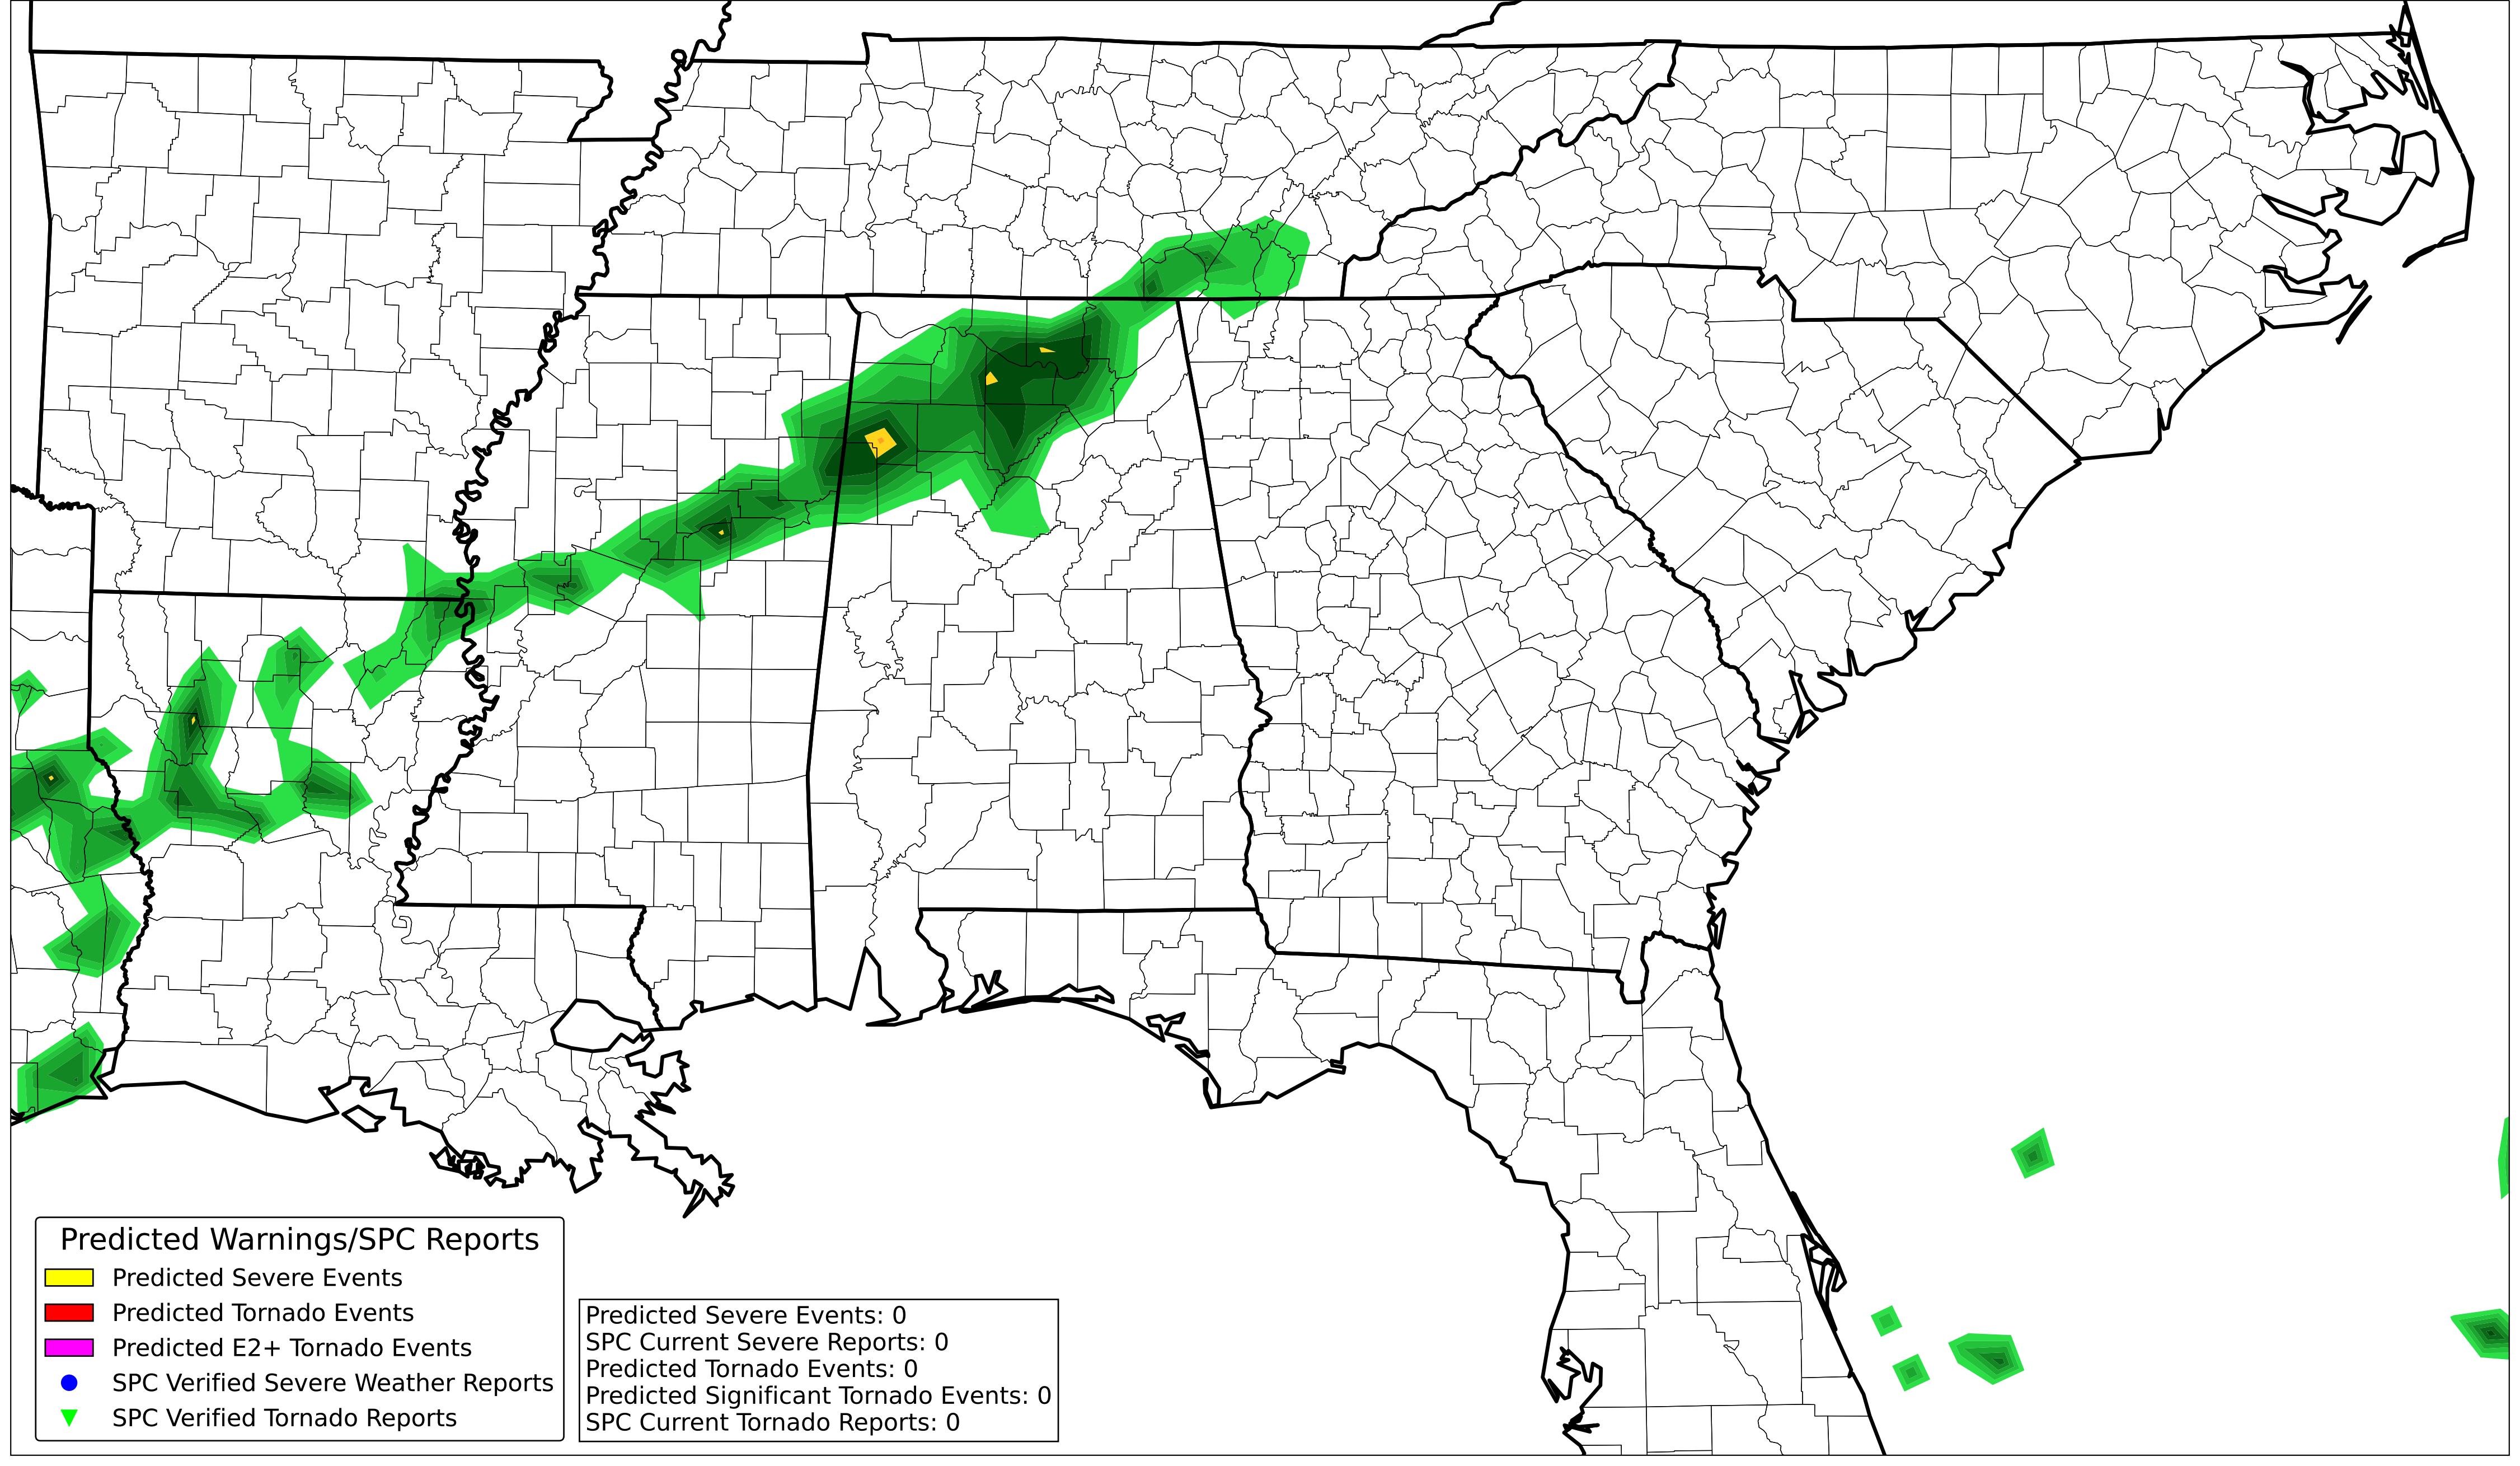 Predicted Warnings/SPC Reports
Predicted Severe Events
Predicted Tornado Events
Predicted E2+ Tornado Events
SPC Verified Severe Weather Reports
SPC Verified Tornado Reports
Predicted Severe Events: 0
SPC Current Severe Reports: 0
Predicted Tornado Events: 0
Predicted Significant Tornado Events: 0
SPC Current Tornado Reports: 0